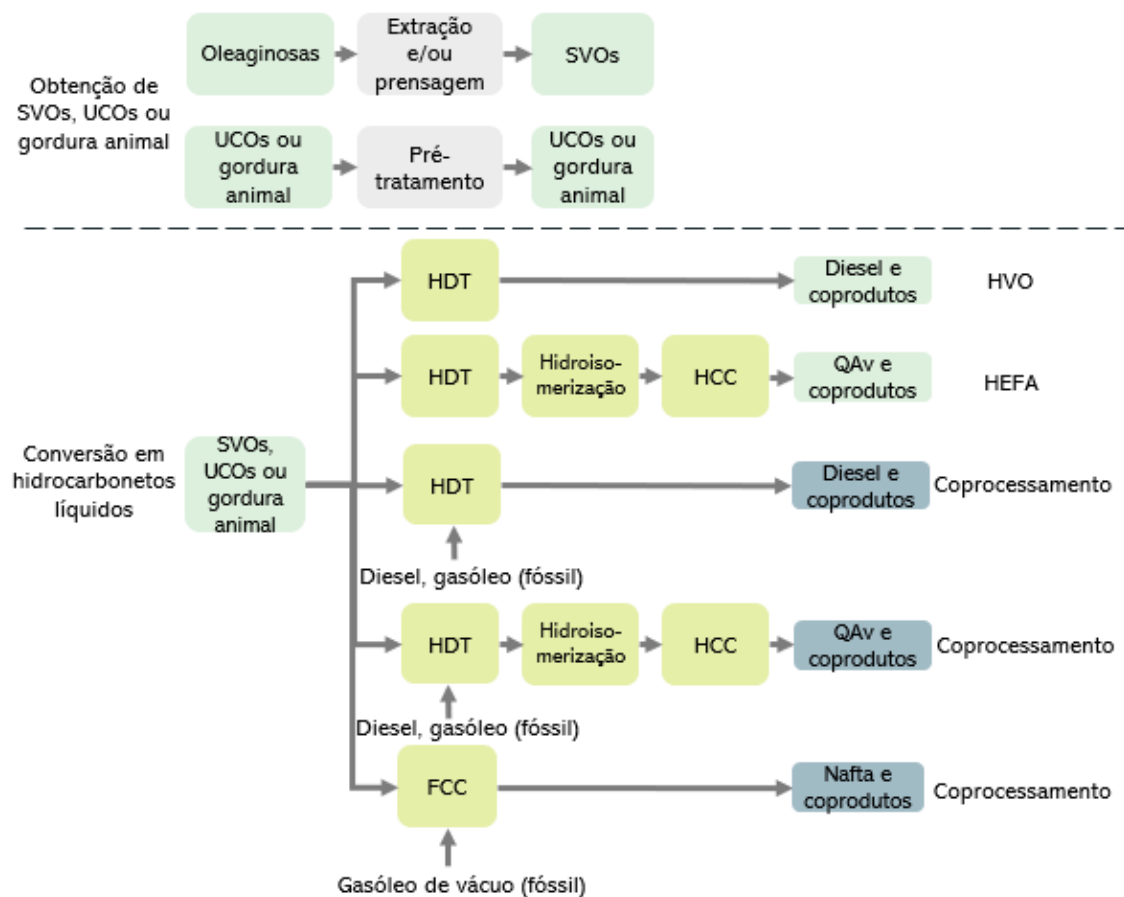 Obtenção de
SVOs, UCOs ou
gordura animal
Oleaginosas
Extração
e/ou
prensagem
SVOs
UCOs ou
gordura
animal
Pré-
tratamento
UCOs ou
gordura
animal
Conversão em
hidrocarbonetos
líquidos
SVOs,
UCOs ou
gordura
animal
HDT
Diesel e
coprodutos
HVO
HDT
Hidroiso-
merização
HCC
QAv e
coprodutos
HEFA
HDT
Diesel e
coprodutos
Coprocessamento
Diesel, gasóleo (fóssil)
HDT
Hidroiso-
merização
HCC
QAv e
coprodutos
Coprocessamento
Diesel, gasóleo (fóssil)
FCC
Nafta e
coprodutos
Coprocessamento
Gasóleo de vácuo (fóssil)